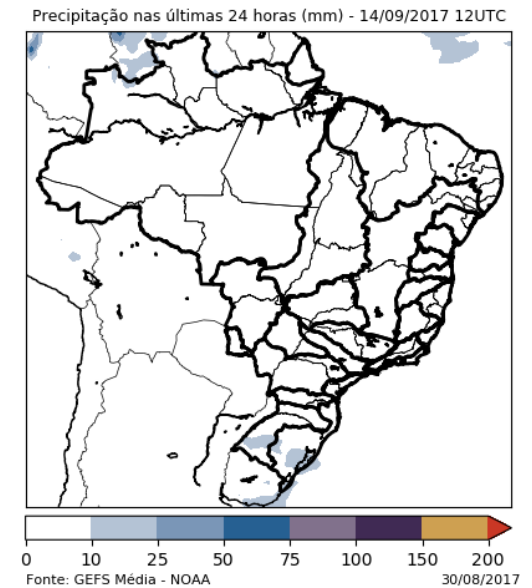 Precipitação nas últimas 24 horas (mm) - 14/09/2017 12UTC
0 10 25 50 75 100 150 200
Fonte: GEFS Média - NOAA 30/08/2017